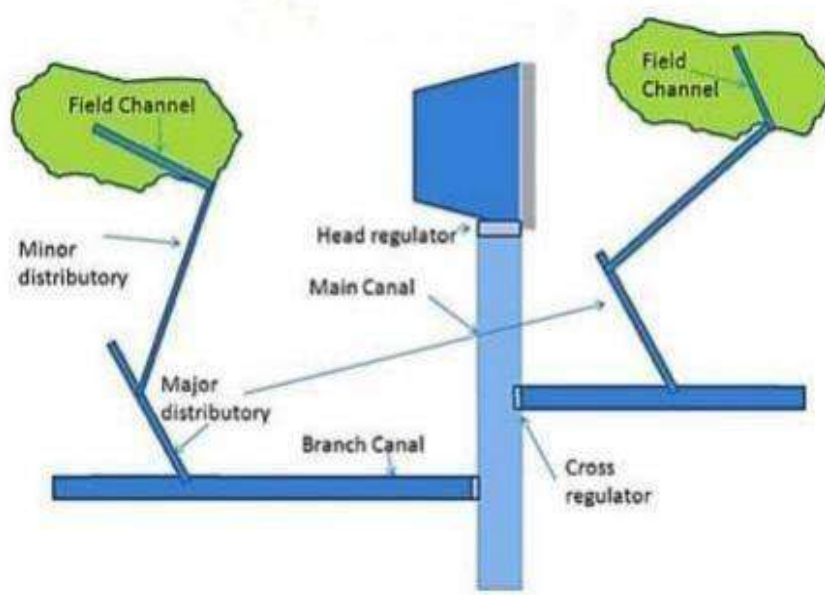 Field
Channel
Field Channel
Head regulator
Minor
distributory
Main Canal
Major
distributory
Branch Canal
Cross
regulator